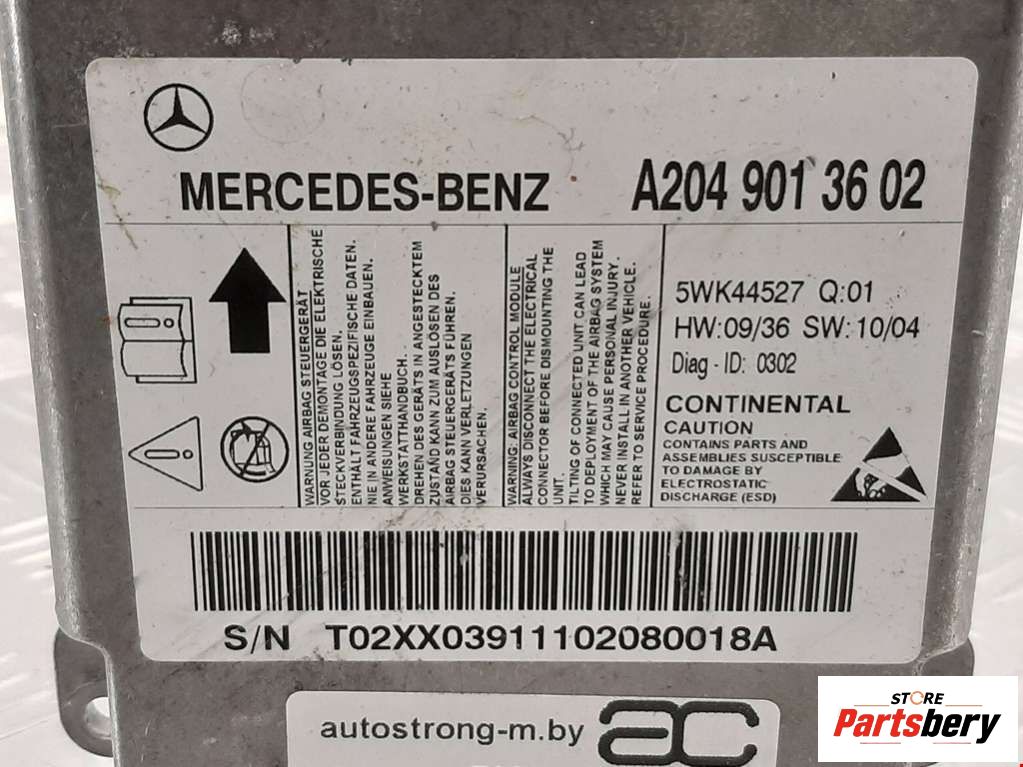 MERCEDES-BENZ
A204 901 3602
WARNUNG AIRBAG STEUERGERÄT
VOR JEDER DEMONTAGE DIE ELEKTRISCHE
STECKVERBINDUNG LÖSEN.
ENTHÄLT FAHRZEUGSPEZIFISCHE DATEN.
NIE IN ANDERE FAHRZEUGE EINBAUEN.
ANWEISUNGEN SIEHE
WERKSTATTHANDBUCH.
DREHEN DES GERÄTS IN ANGESTECKTEM
ZUSTAND KANN ZUM AUSLÖSEN DES
AIRBAG STEUERGERÄTS FÜHREN.
DIES KANN VERLETZUNGEN
VERURSACHEN.
WARNING: AIRBAG CONTROL MODULE
ALWAYS DISCONNECT THE ELECTRICAL
CONNECTOR BEFORE DISMOUNTING THE
UNIT.
TILTING OF CONNECTED UNIT CAN LEAD
TO DEPLOYMENT OF THE AIRBAG SYSTEM
WHICH MAY CAUSE PERSONAL INJURY.
NEVER INSTALL IN ANOTHER VEHICLE.
REFER TO SERVICE PROCEDURE.
5WK44527 Q:01
HW:09/36 SW:10/04
Diag - ID: 0302
CONTINENTAL
CAUTION
CONTAINS PARTS AND
ASSEMBLIES SUSCEPTIBLE
TO DAMAGE BY
ELECTROSTATIC
DISCHARGE (ESD)
S/N T02XX03911102080018A
autostrong-m.by
ac
STORE
Partsbery